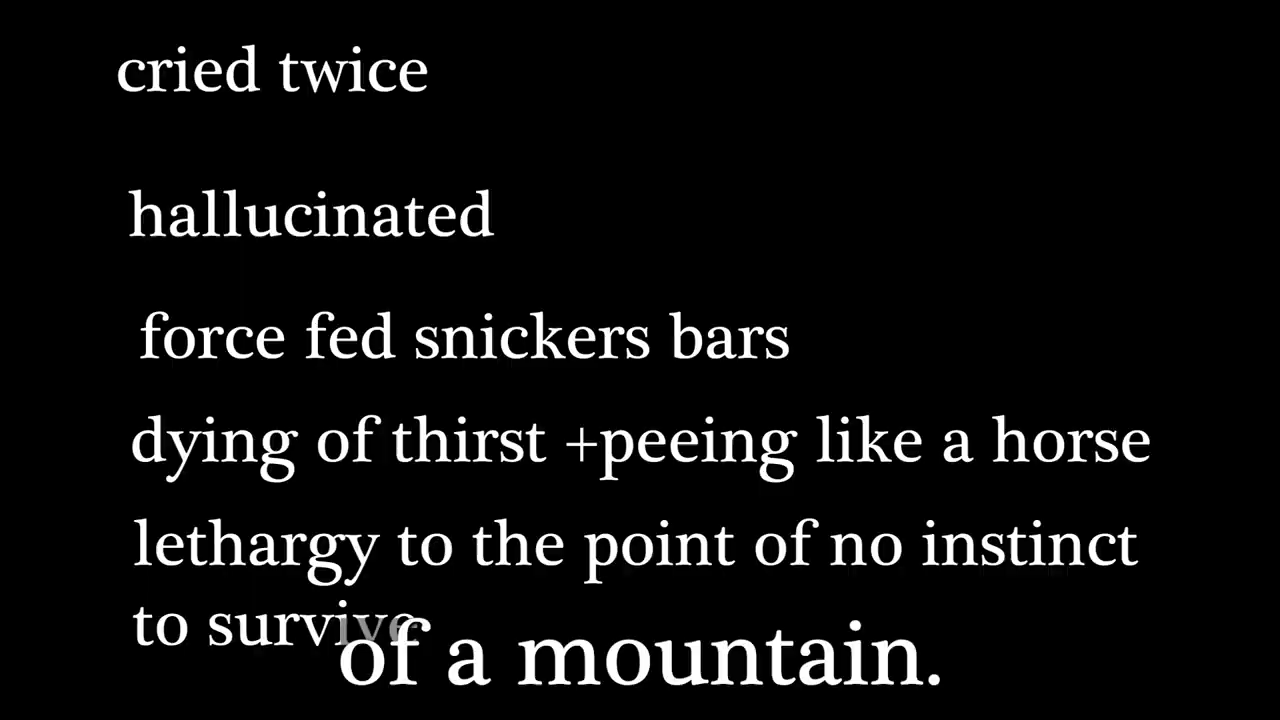 cried twice
hallucinated
force fed snickers bars
dying of thirst +peeing like a horse
lethargy to the point of no instinct
to survive
of a mountain.